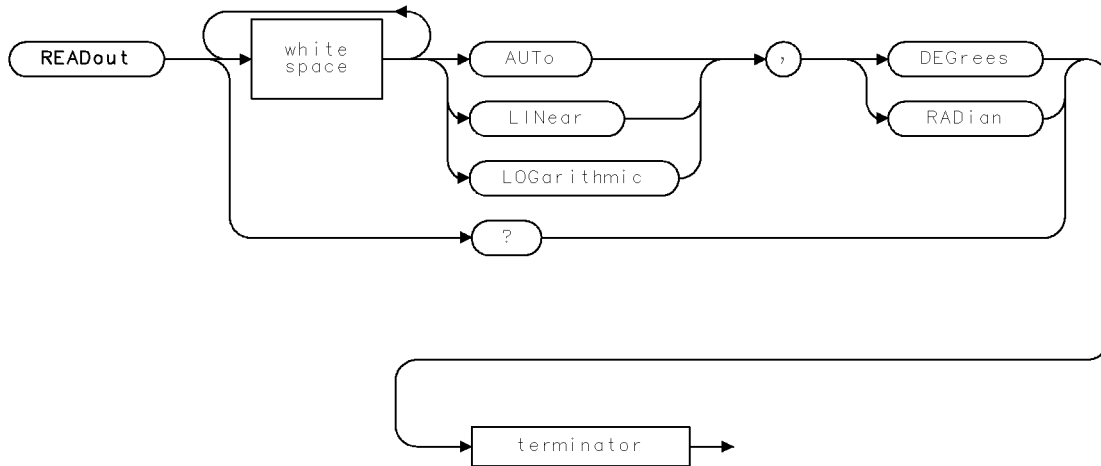 READout
white
space
AUTo
,
DEGrees
LINear
RADian
LOGarithmic
?
terminator